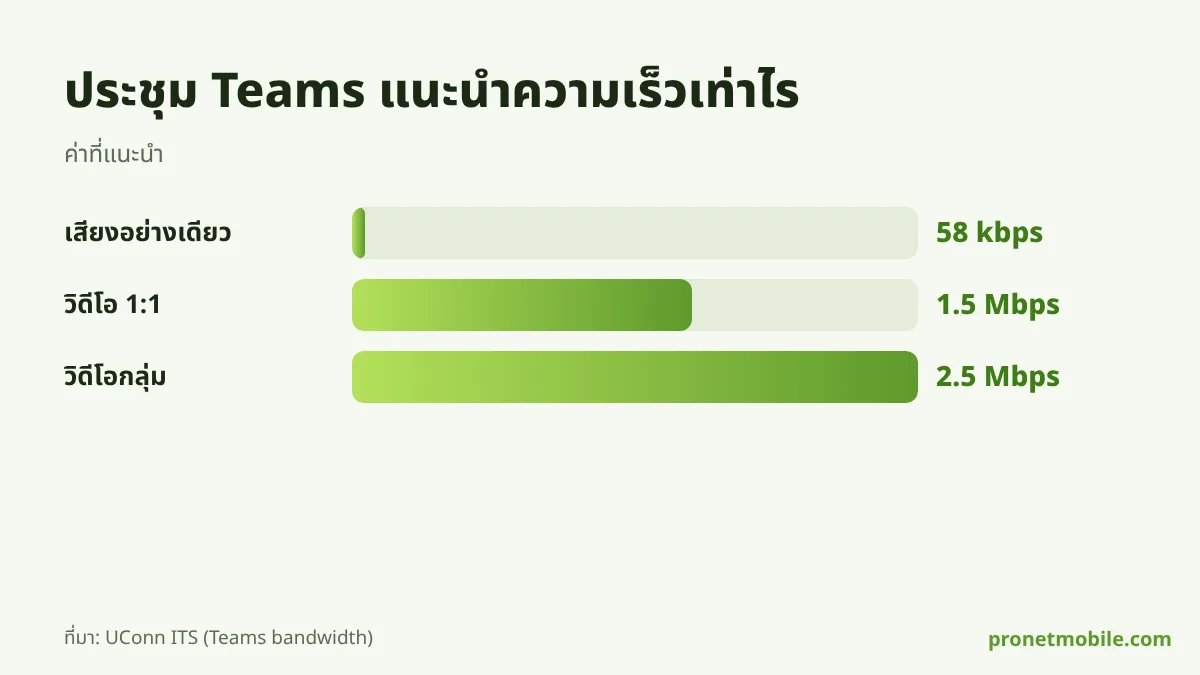 ประชุม Teams แนะนำความเร็วเท่าไร
ค่าที่แนะนำ
เสียงอย่างเดียว 58 kbps
วิดีโอ 1:1 1.5 Mbps
วิดีโอกลุ่ม 2.5 Mbps
ที่มา: UConn ITS (Teams bandwidth)
pronetmobile.com